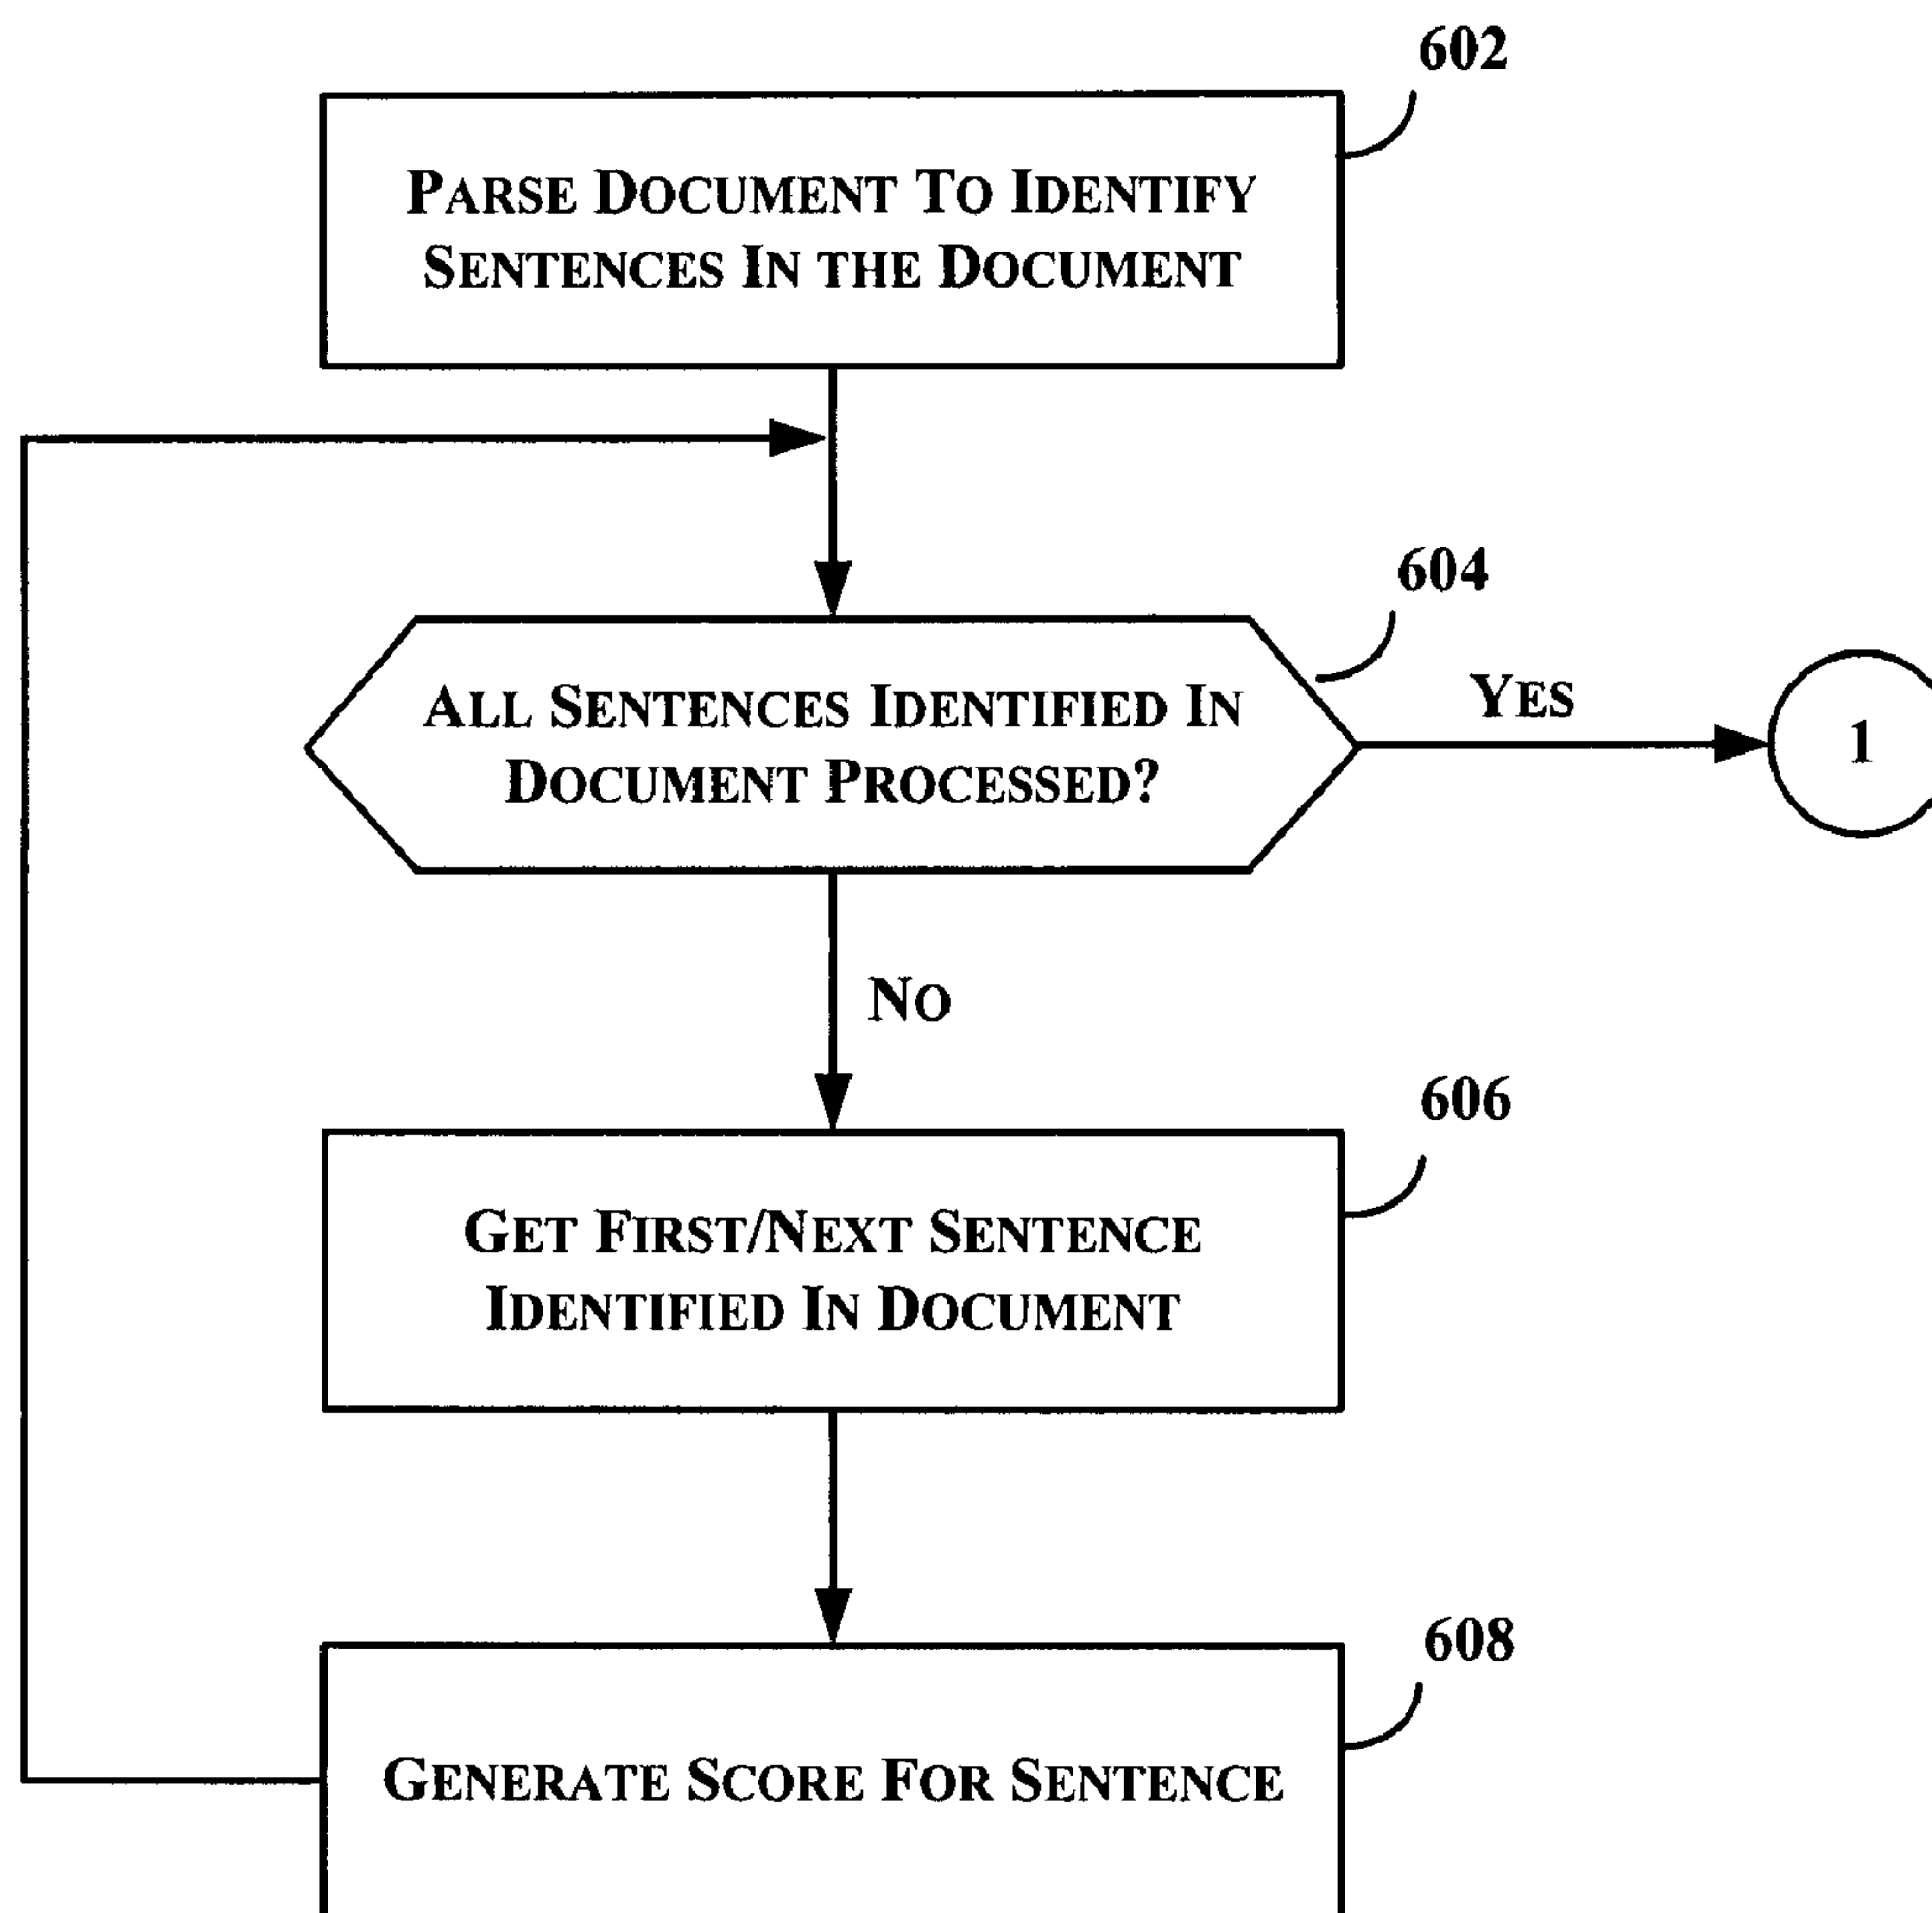 602
PARSE DOCUMENT TO IDENTIFY
SENTENCES IN THE DOCUMENT
604
ALL SENTENCES IDENTIFIED IN
DOCUMENT PROCESSED?
YES
1
NO
606
GET FIRST/NEXT SENTENCE
IDENTIFIED IN DOCUMENT
608
GENERATE SCORE FOR SENTENCE